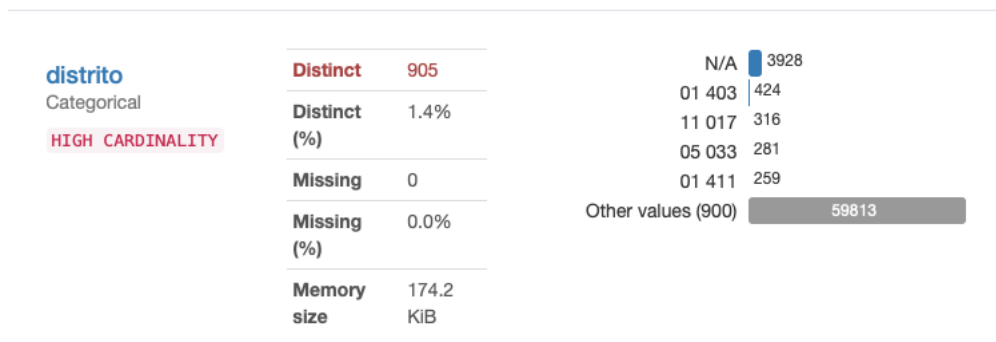 distrito
Categorical
HIGH CARDINALITY
Distinct 905
Distinct (%) 1.4%
Missing 0
Missing (%) 0.0%
Memory size 174.2 KiB
N/A 3928
01 403 424
11 017 316
05 033 281
01 411 259
Other values (900) 59813